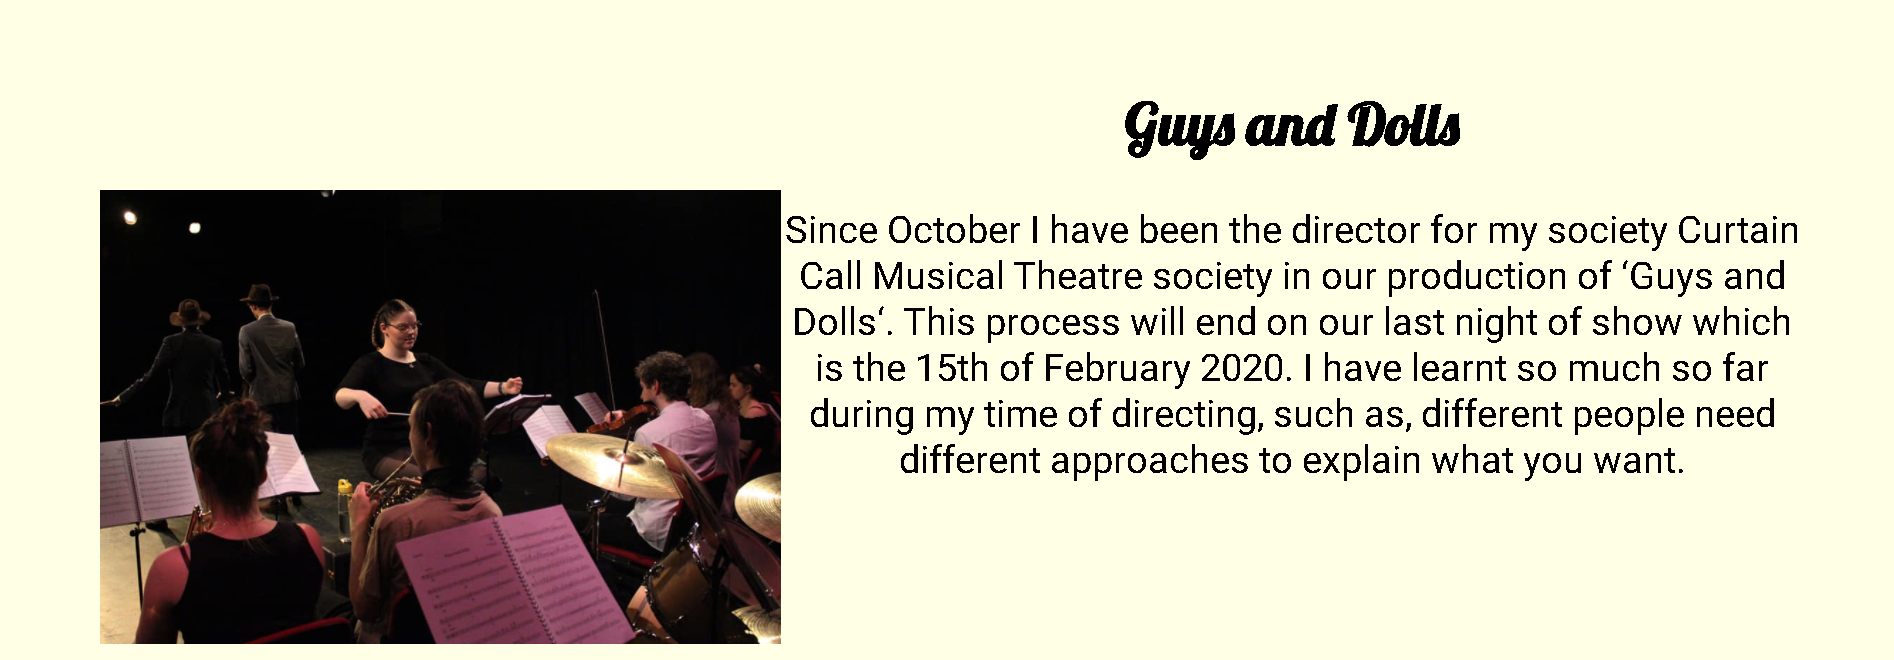 Guys and Dolls
Since October I have been the director for my society Curtain
Call Musical Theatre society in our production of ‘Guys and
Dolls‘. This process will end on our last night of show which
is the 15th of February 2020. I have learnt so much so far
during my time of directing, such as, different people need
different approaches to explain what you want.